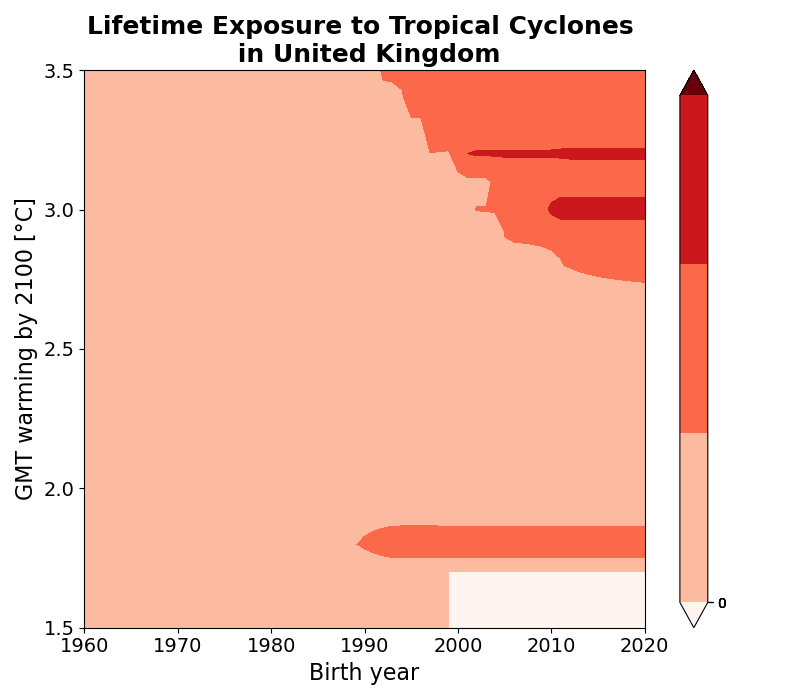 Lifetime Exposure to Tropical Cyclones
in United Kingdom
3.5
3.0
2.5
2.0
1.5
GMT warming by 2100 [°C]
1960 1970 1980 1990 2000 2010 2020
Birth year
0